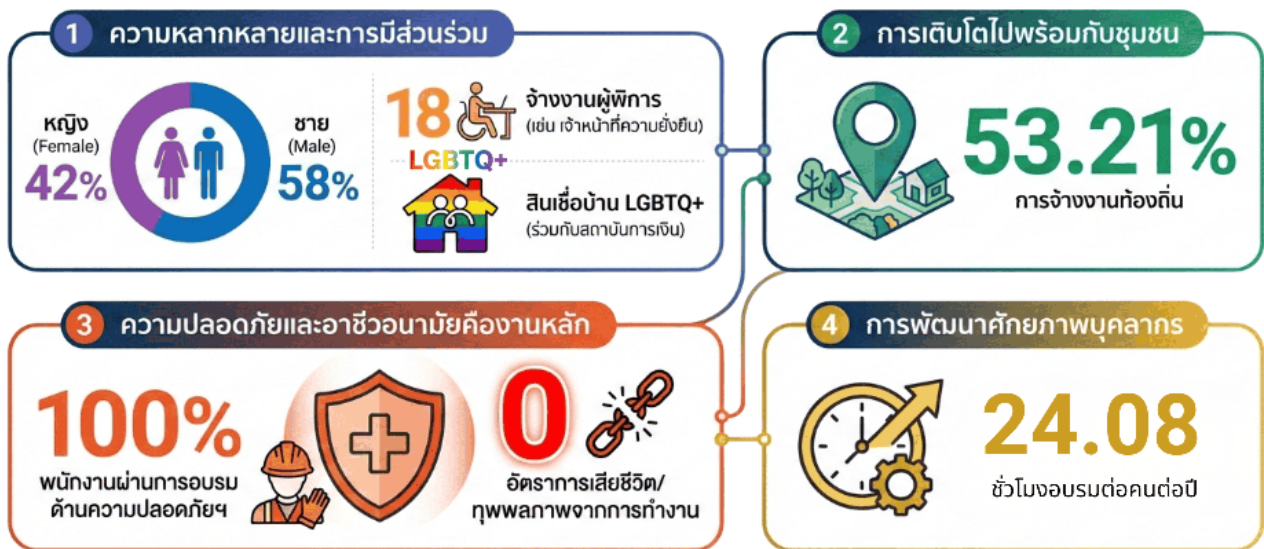 1 ความหลากหลายและการมีส่วนร่วม
หญิง
(Female)
42%
ชาย
(Male)
58%
18
จ้างงานผู้พิการ
(เช่น เจ้าหน้าที่ความยั่งยืน)
LGBTQ+
สินเชื่อบ้าน LGBTQ+
(ร่วมกับสถาบันการเงิน)
2 การเติบโตไปพร้อมกับชุมชน
53.21%
การจ้างงานท้องถิ่น
3 ความปลอดภัยและอาชีวอนามัยคืองานหลัก
100%
พนักงานผ่านการอบรม
ด้านความปลอดภัยฯ
0
อัตราการเสียชีวิต/
ทุพพลภาพจากการทำงาน
4 การพัฒนาศักยภาพบุคลากร
24.08
ชั่วโมงอบรมต่อคนต่อปี